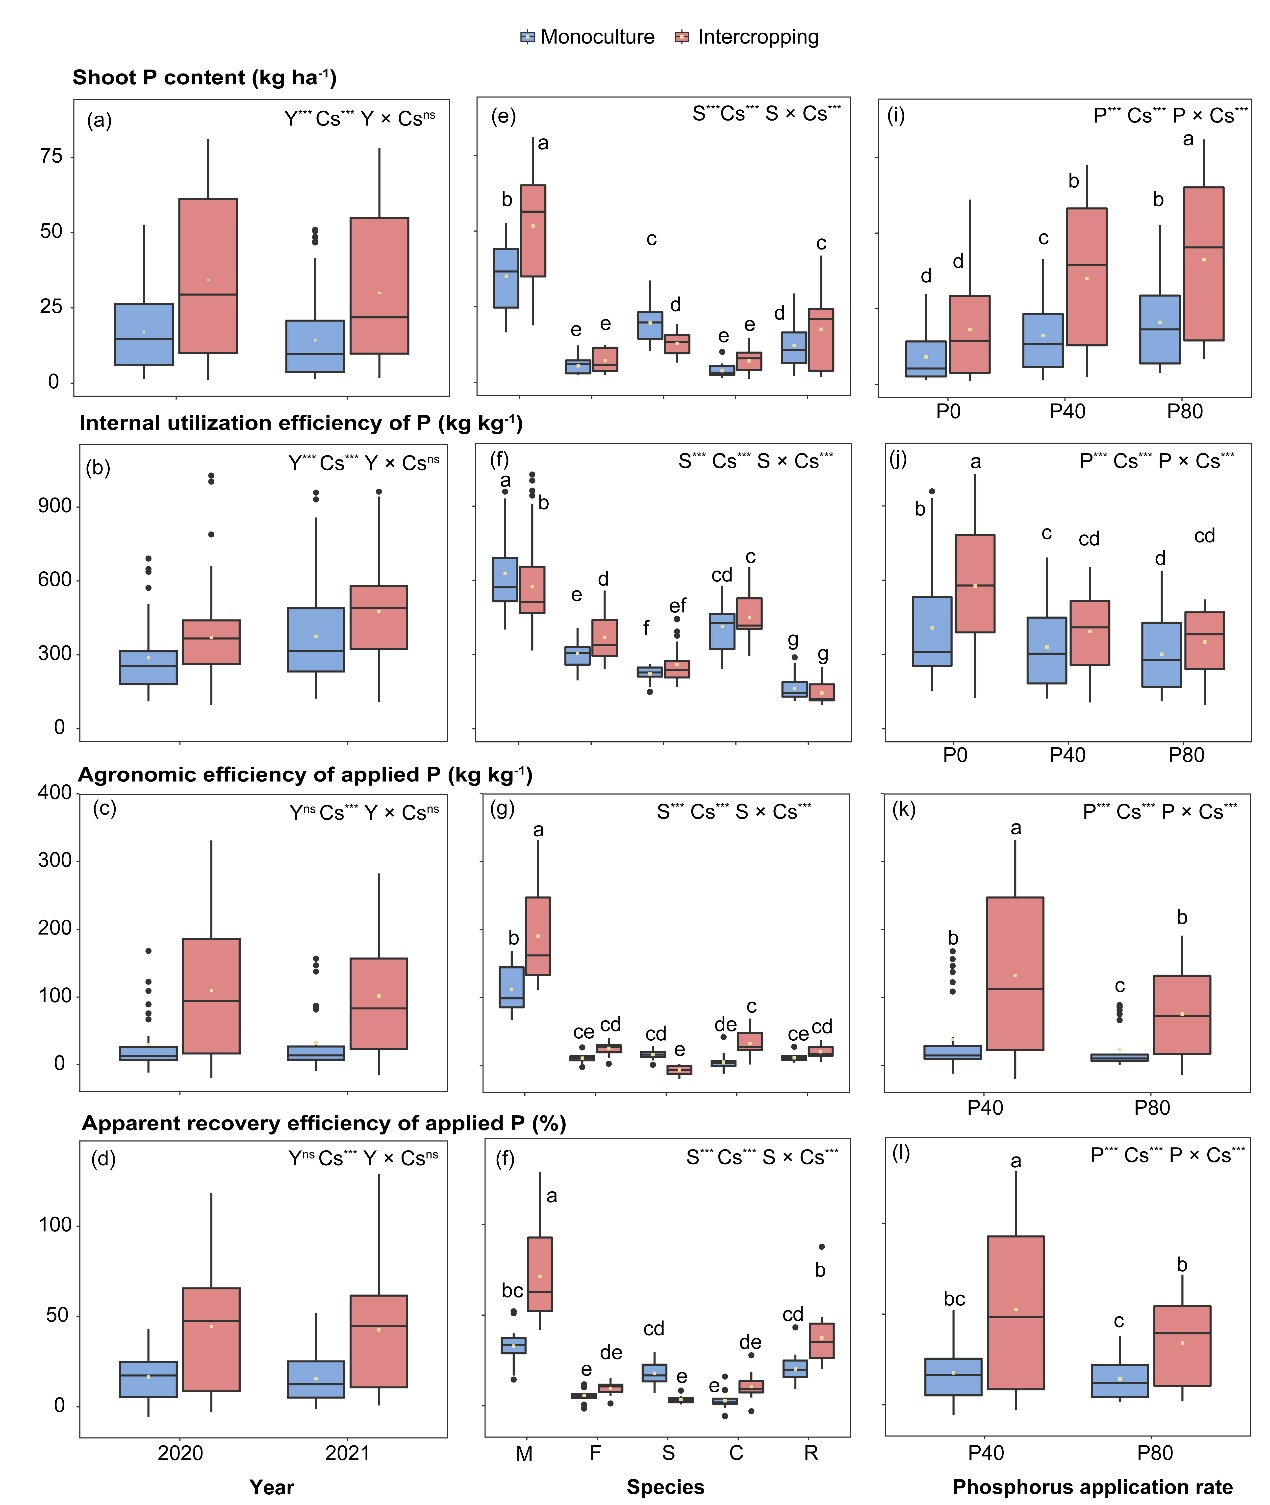 Monoculture Intercropping
Shoot P content (kg ha⁻¹)
(a) Y*** Cs*** Y × Csⁿˢ
(e) S***Cs*** S × Cs***
(i) P*** Cs*** P × Cs***
75
50
25
0
b a e e c d e e d c
d d c b b a
P0 P40 P80
Internal utilization efficiency of P (kg kg⁻¹)
(b) Y*** Cs*** Y × Csⁿˢ
(f) S*** Cs*** S × Cs***
(j) P*** Cs*** P × Cs***
900
600
300
0
a b e d f ef cd c g g
b a c cd d cd
P0 P40 P80
Agronomic efficiency of applied P (kg kg⁻¹)
(c) Yⁿˢ Cs*** Y × Csⁿˢ
(g) S*** Cs*** S × Cs***
(k) P*** Cs*** P × Cs***
400
300
200
100
0
b a ce cd cd e de c ce cd
b a c b
P40 P80
Apparent recovery efficiency of applied P (%)
(d) Yⁿˢ Cs*** Y × Csⁿˢ
(f) S*** Cs*** S × Cs***
(l) P*** Cs*** P × Cs***
100
50
0
bc a e de cd e e de cd b
bc a c b
2020 2021
M F S C R
P40 P80
Year
Species
Phosphorus application rate